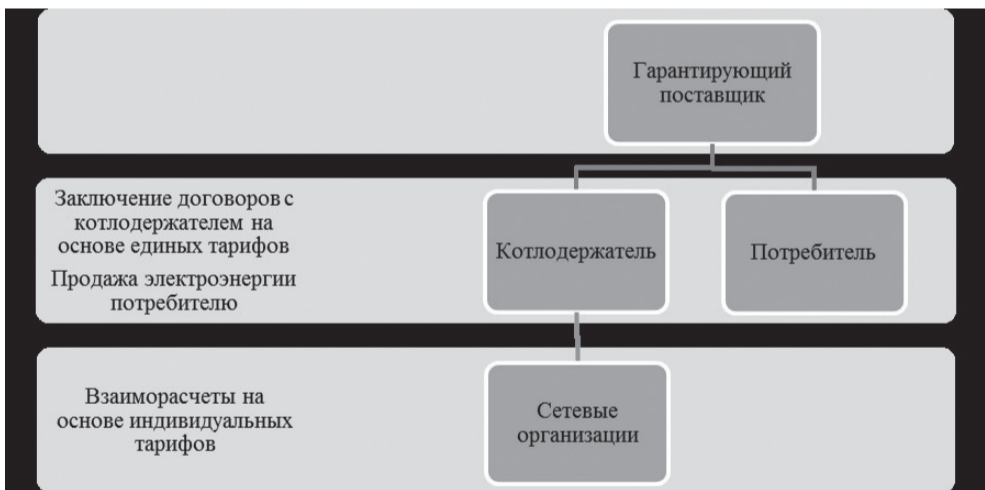 Гарантирующий
поставщик
Заключение договоров с
котлодержателем на
основе единых тарифов
Продажа электроэнергии
потребителю
Котлодержатель
Потребитель
Взаиморасчеты на
основе индивидуальных
тарифов
Сетевые
организации